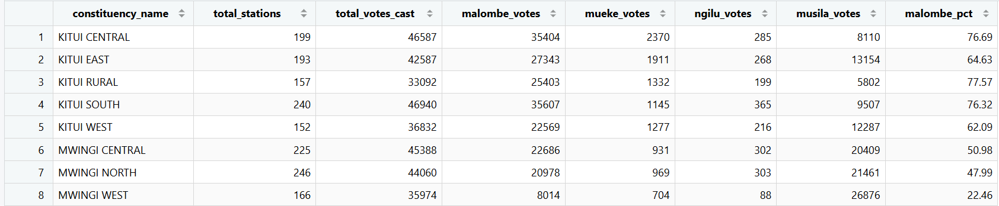 constituency_name total_stations total_votes_cast malombe_votes mueke_votes ngilu_votes musila_votes malombe_pct
1 KITUI CENTRAL 199 46587 35404 2370 285 8110 76.69
2 KITUI EAST 193 42587 27343 1911 268 13154 64.63
3 KITUI RURAL 157 33092 25403 1332 199 5802 77.57
4 KITUI SOUTH 240 46940 35607 1145 365 9507 76.32
5 KITUI WEST 152 36832 22569 1277 216 12287 62.09
6 MWINGI CENTRAL 225 45388 22686 931 302 20409 50.98
7 MWINGI NORTH 246 44060 20978 969 303 21461 47.99
8 MWINGI WEST 166 35974 8014 704 88 26876 22.46